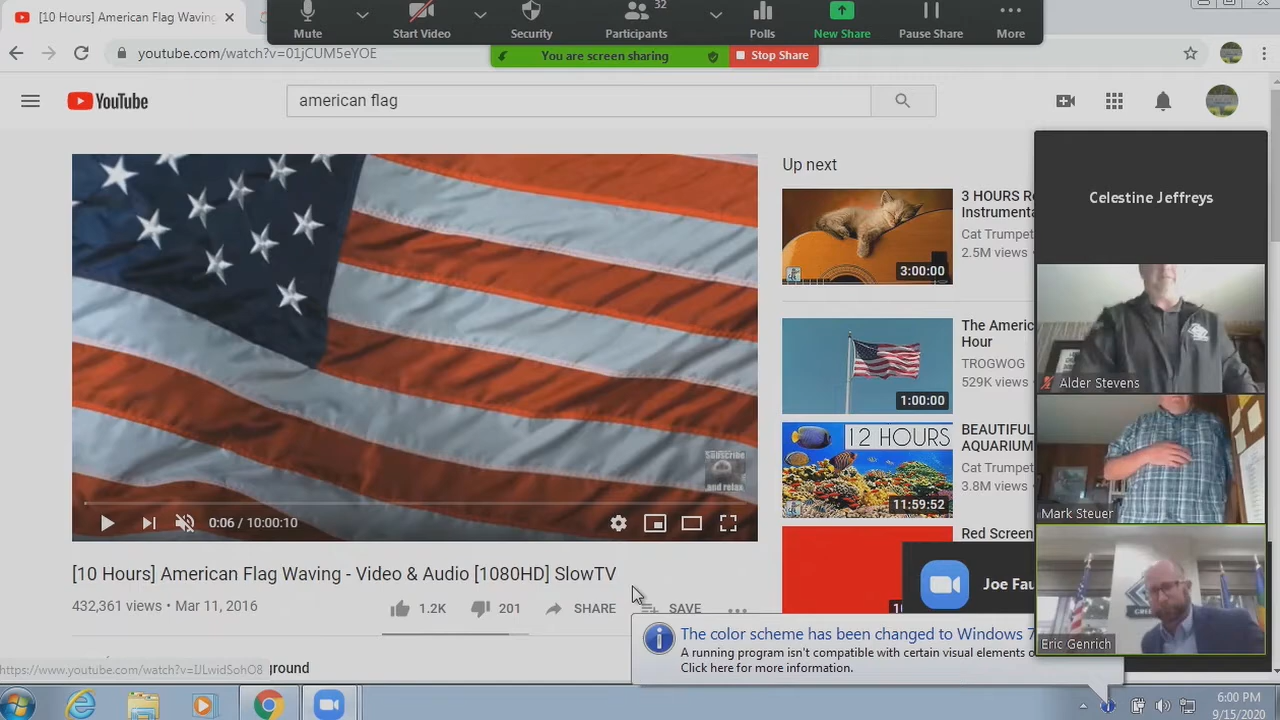 [10 Hours] American Flag Waving
32
Mute
Start Video
Security
Participants
Polls
New Share
Pause Share
More
youtube.com/watch?v=01jCUM5eYOE
You are screen sharing
Stop Share
YouTube
american flag
Up next
Celestine Jeffreys
3 HOURS
Instrumenta
Cat Trumpet
2.5M views
3:00:00
The Americ
Hour
TROGWOG
529K views
1:00:00
Alder Stevens
BEAUTIFUL
AQUARIUM
Cat Trumpet
3.8M views
12 HOURS
11:59:52
Subscribe
and relax
Mark Steuer
0:06 / 10:00:10
Red Screen
[10 Hours] American Flag Waving - Video & Audio [1080HD] SlowTV
432,361 views • Mar 11, 2016
1.2K
201
SHARE
SAVE
Joe Fau
Eric Genrich
The color scheme has been changed to Windows 7
A running program isn't compatible with certain visual elements o
Click here for more information.
https://www.youtube.com/watch?v=IJLwidSohO8
ground
6:00 PM
9/15/2020